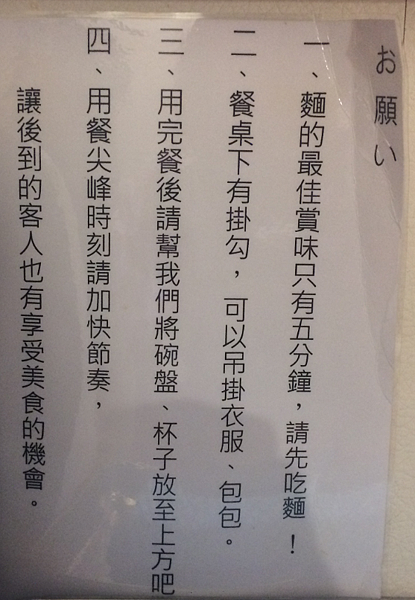 お願い
一、麵的最佳賞味只有五分鐘，請先吃麵！
二、餐桌下有掛勾，可以吊掛衣服、包包。
三、用完餐後請幫我們將碗盤、杯子放至上方吧
四、用餐尖峰時刻請加快節奏，
讓後到的客人也有享受美食的機會。